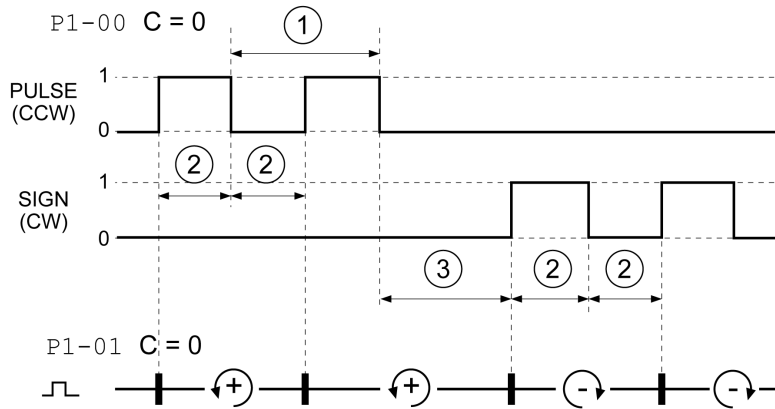 P1-00 C = 0
1
PULSE
(CCW)
1
0
2 2
SIGN
(CW)
1
0
3 2 2
P1-01 C = 0
+ + - -